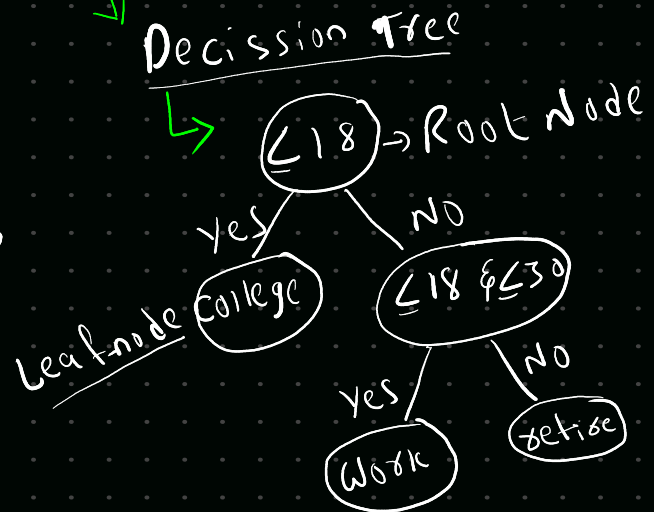 Decission Tree
≤18 → Root Node
Yes
NO
Leafnode
College
≤18 & ≤30
Yes
NO
Work
retire